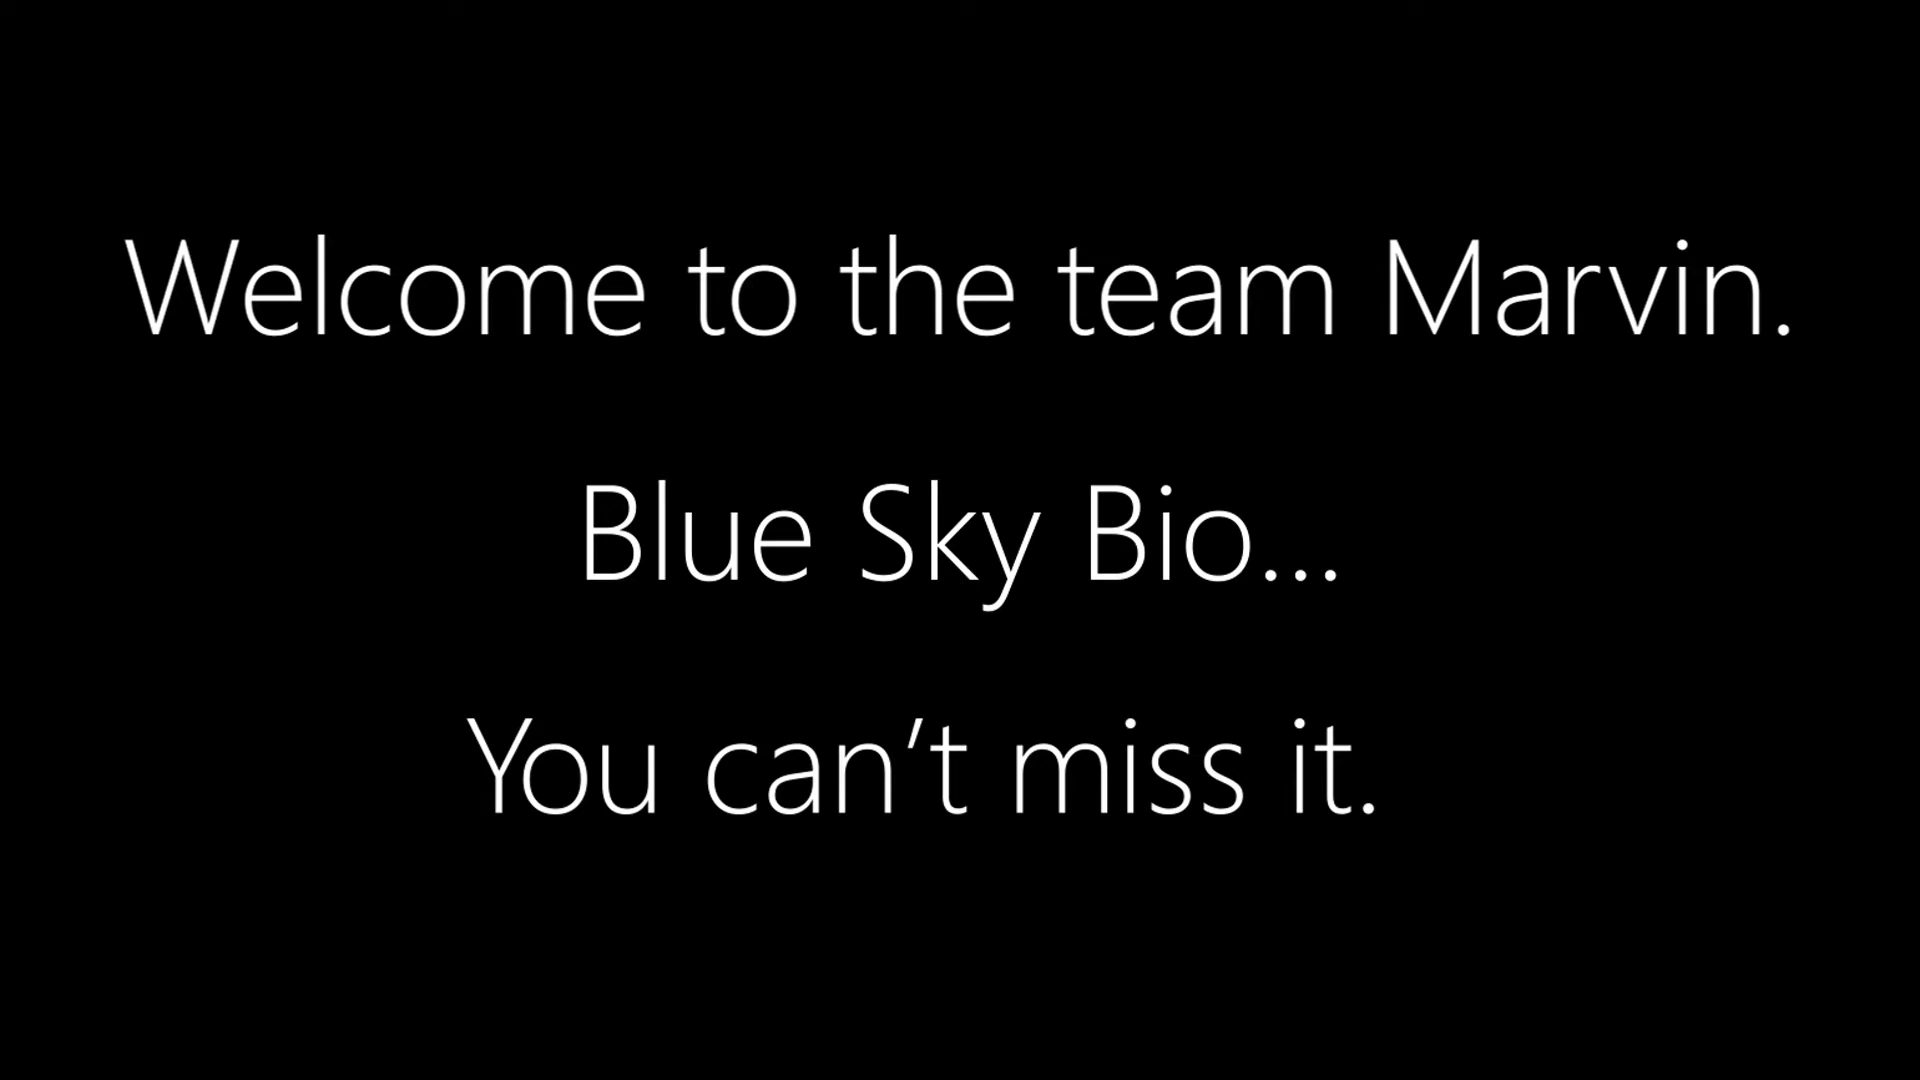 Welcome to the team Marvin.
Blue Sky Bio...
You can’t miss it.